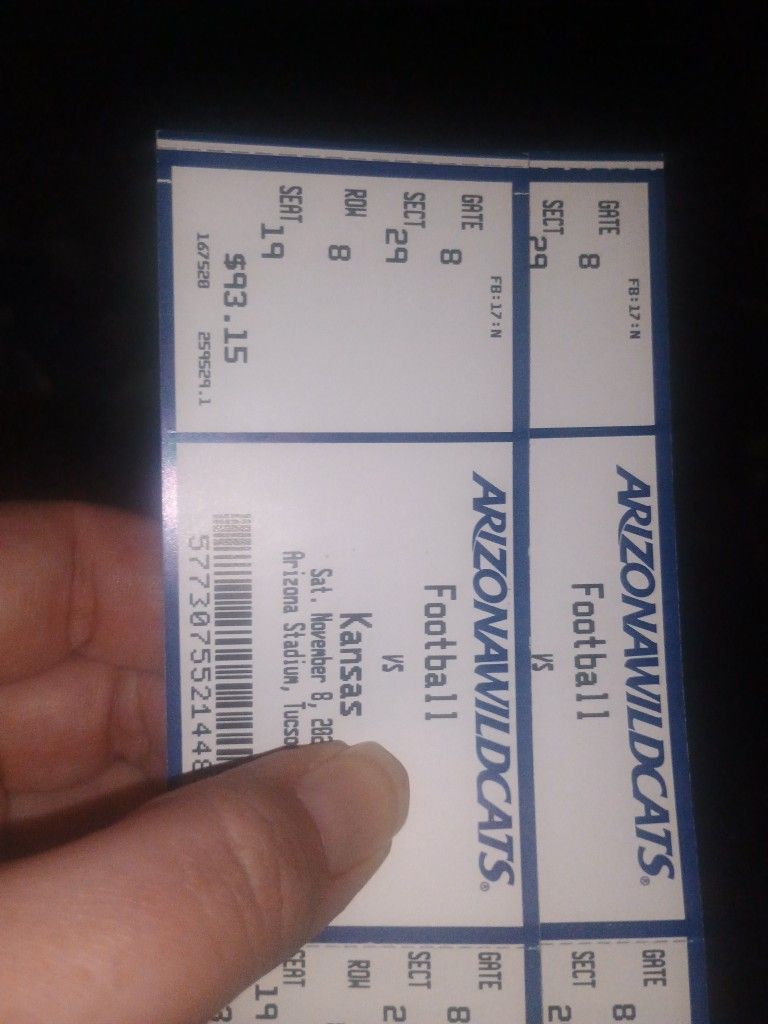 GATE 8
SECT 29
FB:17:N
ARIZONAWILDCATS®
Football
VS
GATE 8
SECT 29
ROW 8
SEAT 19
FB:17:N
$93.15
167528 259529.1
ARIZONAWILDCATS®
Football
VS
Kansas
Sat. November 8,
Arizona Stadium,
577307552144
GATE 8
SECT
GATE 8
SECT
ROW
SEAT 19